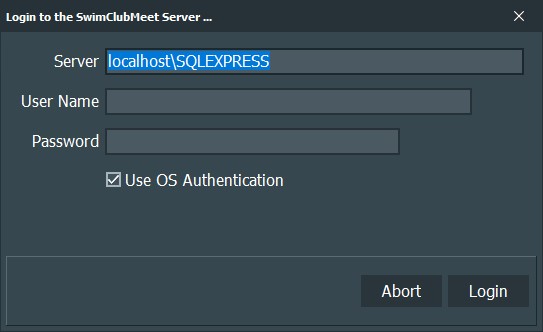 Login to the SwimClubMeet Server ...
Server localhost\SQLEXPRESS
User Name
Password
Use OS Authentication
Abort Login